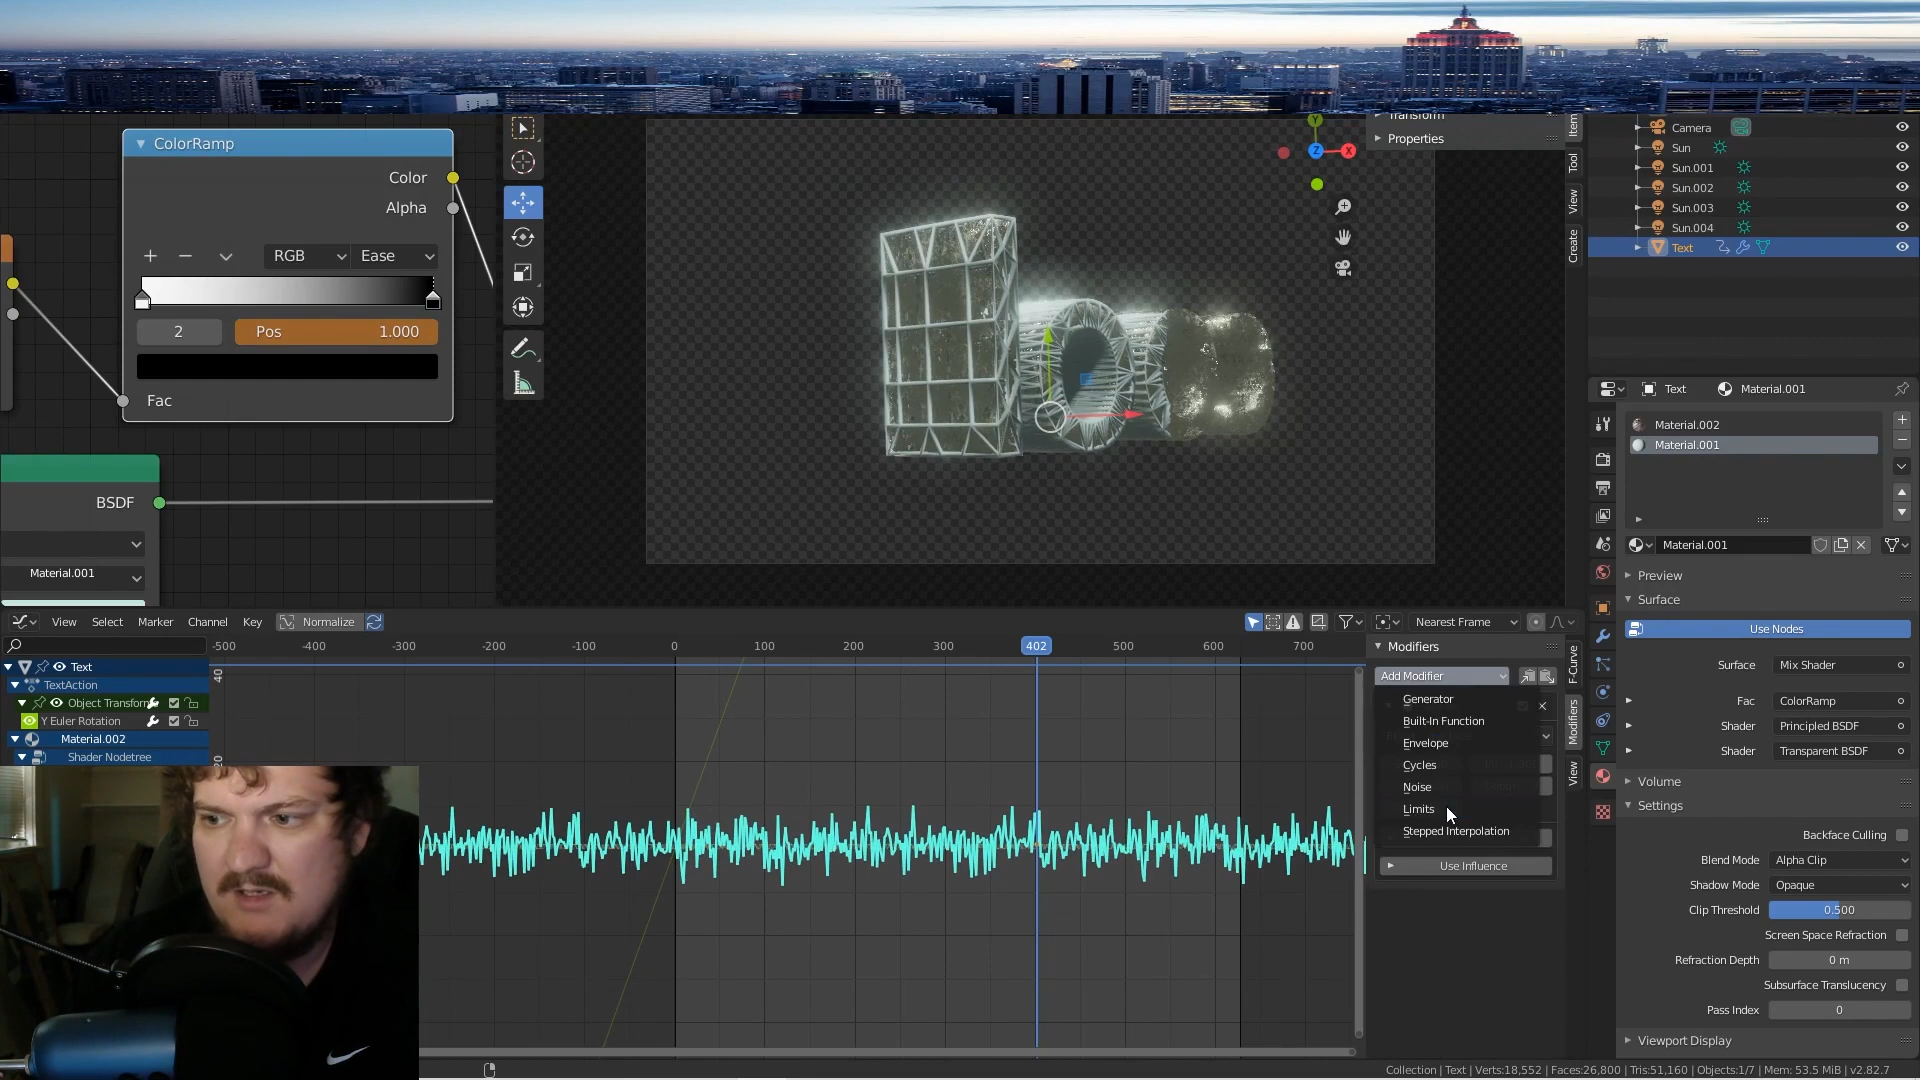 ColorRamp
Color
Alpha
RGB
Ease
2
Pos
1.000
Fac
BSDF
Material.001
Y
Z
X
Transform
Properties
Item
Tool
View
Create
Camera
Sun
Sun.001
Sun.002
Sun.003
Sun.004
Text
Text
Material.001
Material.002
Material.001
Material.001
Preview
Surface
Use Nodes
Surface
Mix Shader
Fac
ColorRamp
Shader
Principled BSDF
Shader
Transparent BSDF
Volume
Settings
Backface Culling
Blend Mode
Alpha Clip
Shadow Mode
Opaque
Clip Threshold
0.500
Screen Space Refraction
Refraction Depth
0 m
Subsurface Translucency
Pass Index
0
Viewport Display
View
Select
Marker
Channel
Key
Normalize
Nearest Frame
-500
-400
-300
-200
-100
0
100
200
300
402
500
600
700
40
20
Text
TextAction
Object Transform
Y Euler Rotation
Material.002
Shader Nodetree
Modifiers
Add Modifier
Generator
Built-In Function
Envelope
Cycles
Noise
Limits
Stepped Interpolation
Use Influence
F-Curve
Modifiers
View
Collection | Text | Verts:18,552 | Faces:26,800 | Tris:51,160 | Objects:1/7 | Mem: 53.5 MiB | v2.82.7